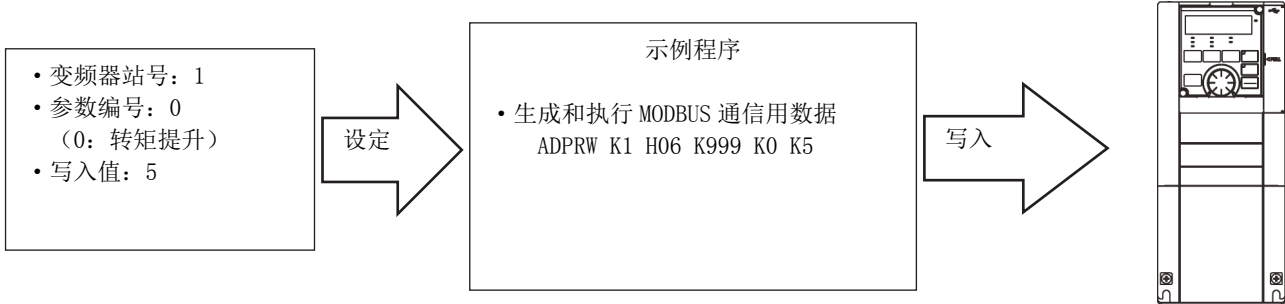 ・变频器站号：1
・参数编号：0
（0：转矩提升）
・写入值：5
设定
示例程序
・生成和执行 MODBUS 通信用数据
ADPRW K1 H06 K999 K0 K5
写入